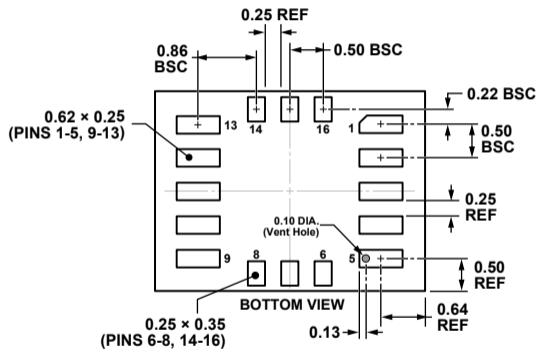 0.25 REF
0.86
BSC
0.50 BSC
0.22 BSC
0.62 × 0.25
(PINS 1-5, 9-13)
13
14
16
1
0.50
BSC
0.25
REF
0.10 DIA.
(Vent Hole)
9
8
6
5
0.50
REF
BOTTOM VIEW
0.25 × 0.35
(PINS 6-8, 14-16)
0.13
0.64
REF